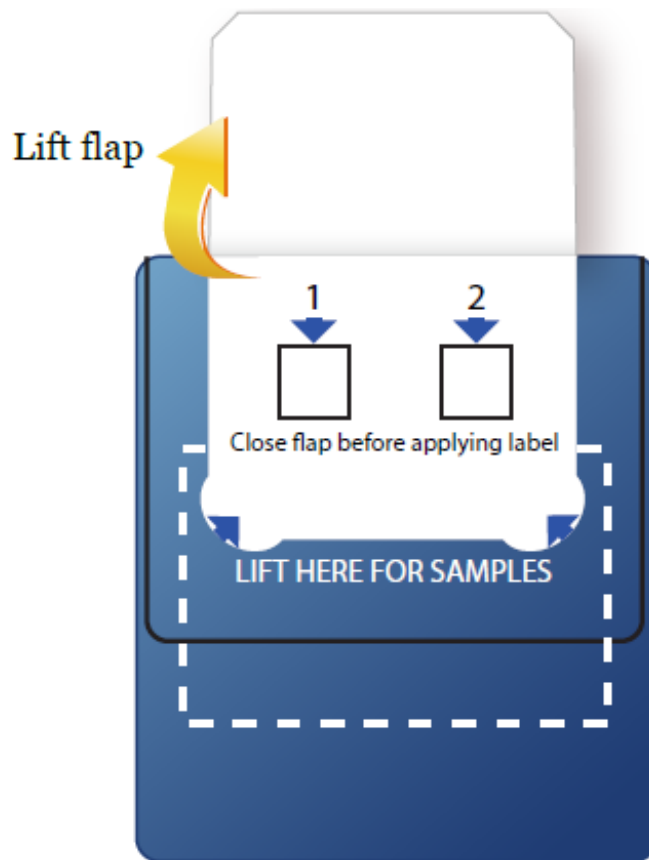 Lift flap
1 2
Close flap before applying label
LIFT HERE FOR SAMPLES